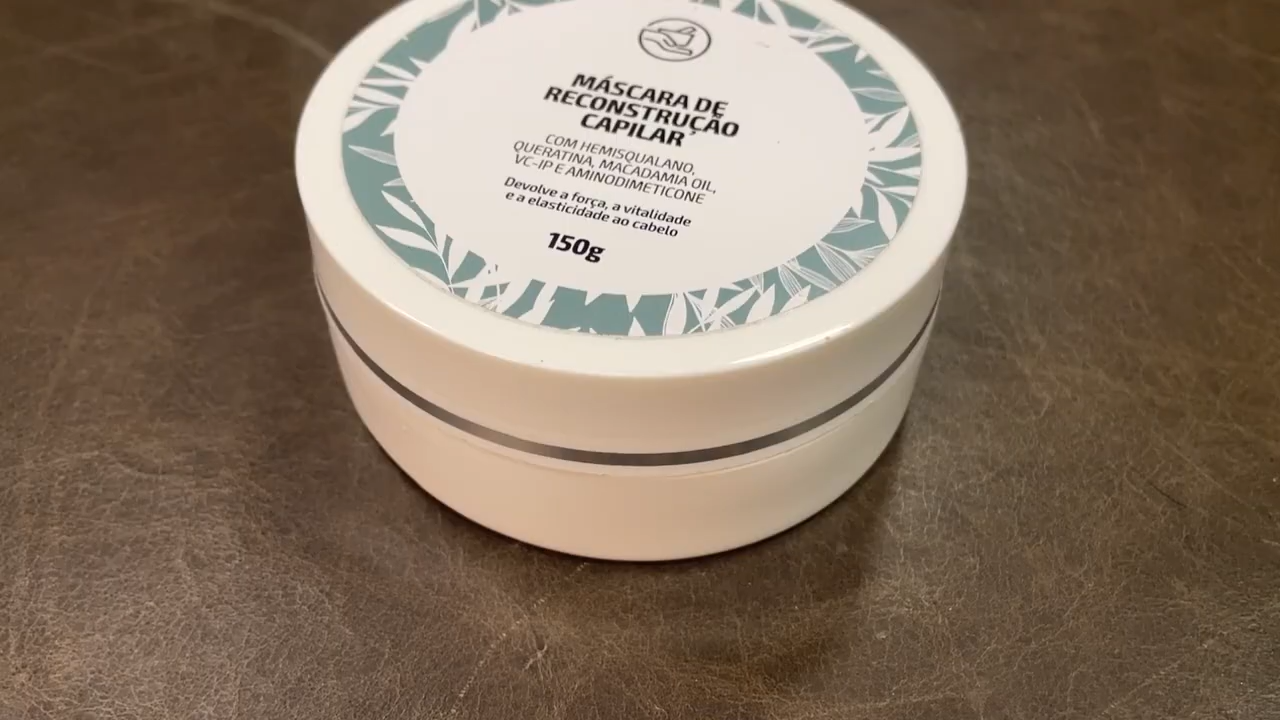 MÁSCARA DE
RECONSTRUÇÃO
CAPILAR
COM HEMISQUALANO,
QUERATINA, MACADAMIA OIL,
VC-IP E AMINODIMETICONE
Devolve a força, a vitalidade
e a elasticidade ao cabelo
150g